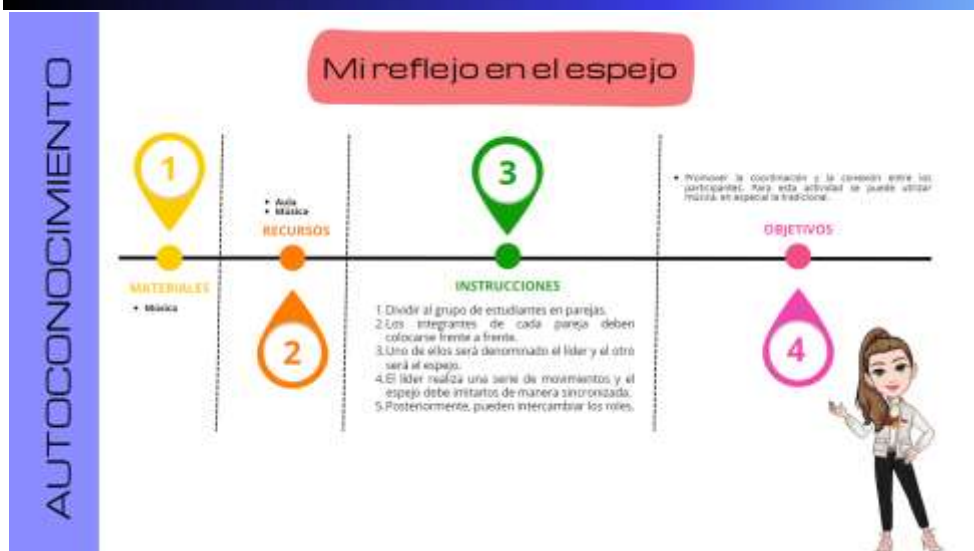 AUTOCONOCIMIENTO
Mi reflejo en el espejo
1
MATERIALES
• Música
• Aula
• Música
RECURSOS
2
3
INSTRUCCIONES
1. Dividir al grupo de estudiantes en parejas.
2. Los integrantes de cada pareja deben
colocarse frente a frente.
3. Uno de ellos será denominado el líder y el otro
será el espejo.
4. El líder realiza una serie de movimientos y el
espejo debe imitarlos de manera sincronizada.
5. Posteriormente, pueden intercambiar los roles.
• Promover la coordinación y la conexión entre los
participantes. Para esta actividad se puede utilizar
música, en especial la tradicional.
OBJETIVOS
4